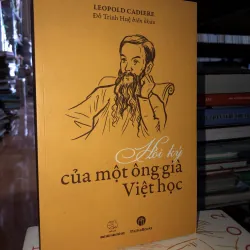 LEOPOLD CADIERE
Đỗ Trinh Huệ biên khảo
Hồi ký
của một ông già
Việt học